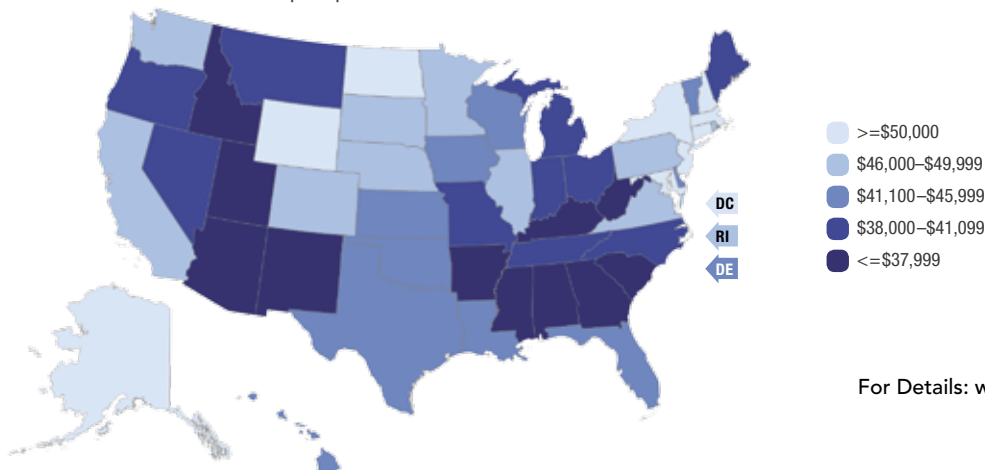 >=$50,000
$46,000–$49,999
$41,100–$45,999
$38,000–$41,099
<=$37,999
DC
RI
DE
For Details: